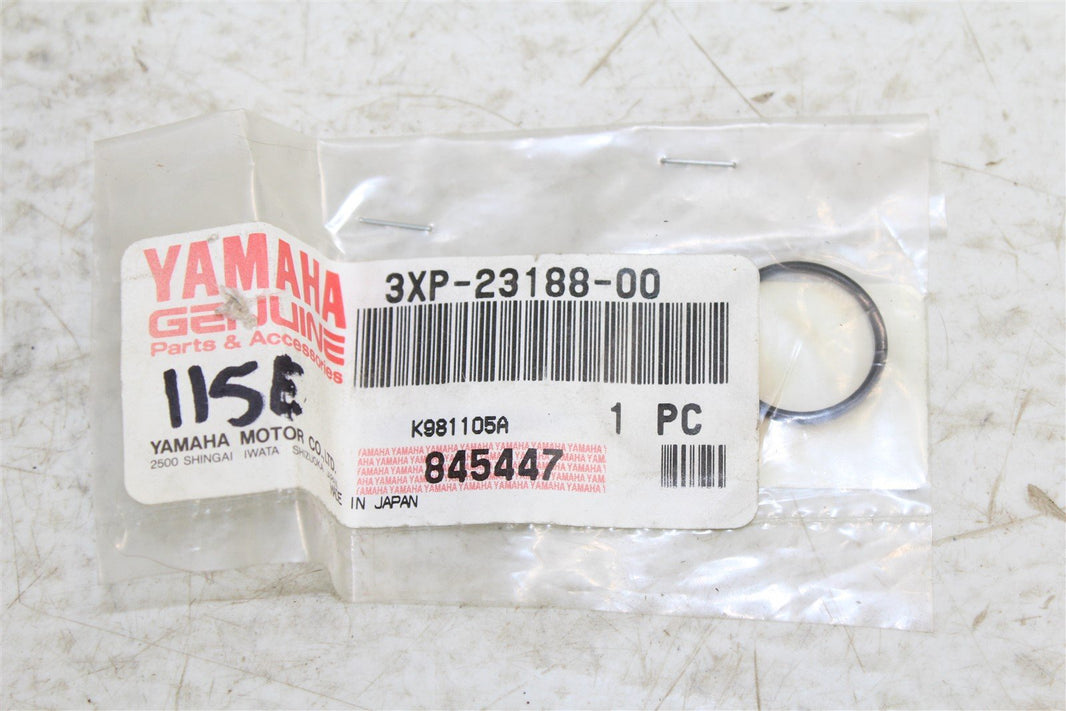 YAMAHA
GENUINE
Parts & Accessories
115E
YAMAHA MOTOR CO., LTD.
2500 SHINGAI IWATA SHIZUOKA
3XP-23188-00
K981105A
1 PC
845447
IN JAPAN